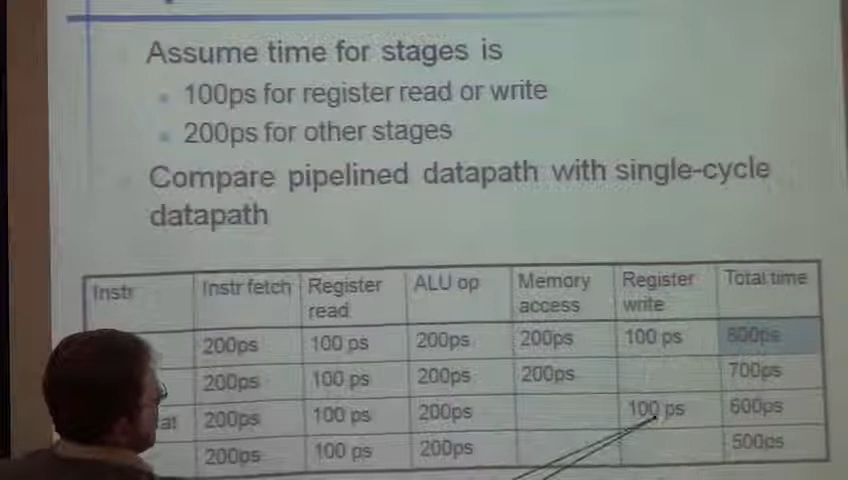 Assume time for stages is
100ps for register read or write
200ps for other stages
Compare pipelined datapath with single-cycle
datapath
Instr Instr fetch Register read ALU op Memory access Register write Total time
200ps 100 ps 200ps 200ps 100 ps 800ps
200ps 100 ps 200ps 200ps 700ps
at 200ps 100 ps 200ps 100 ps 600ps
200ps 100 ps 200ps 500ps